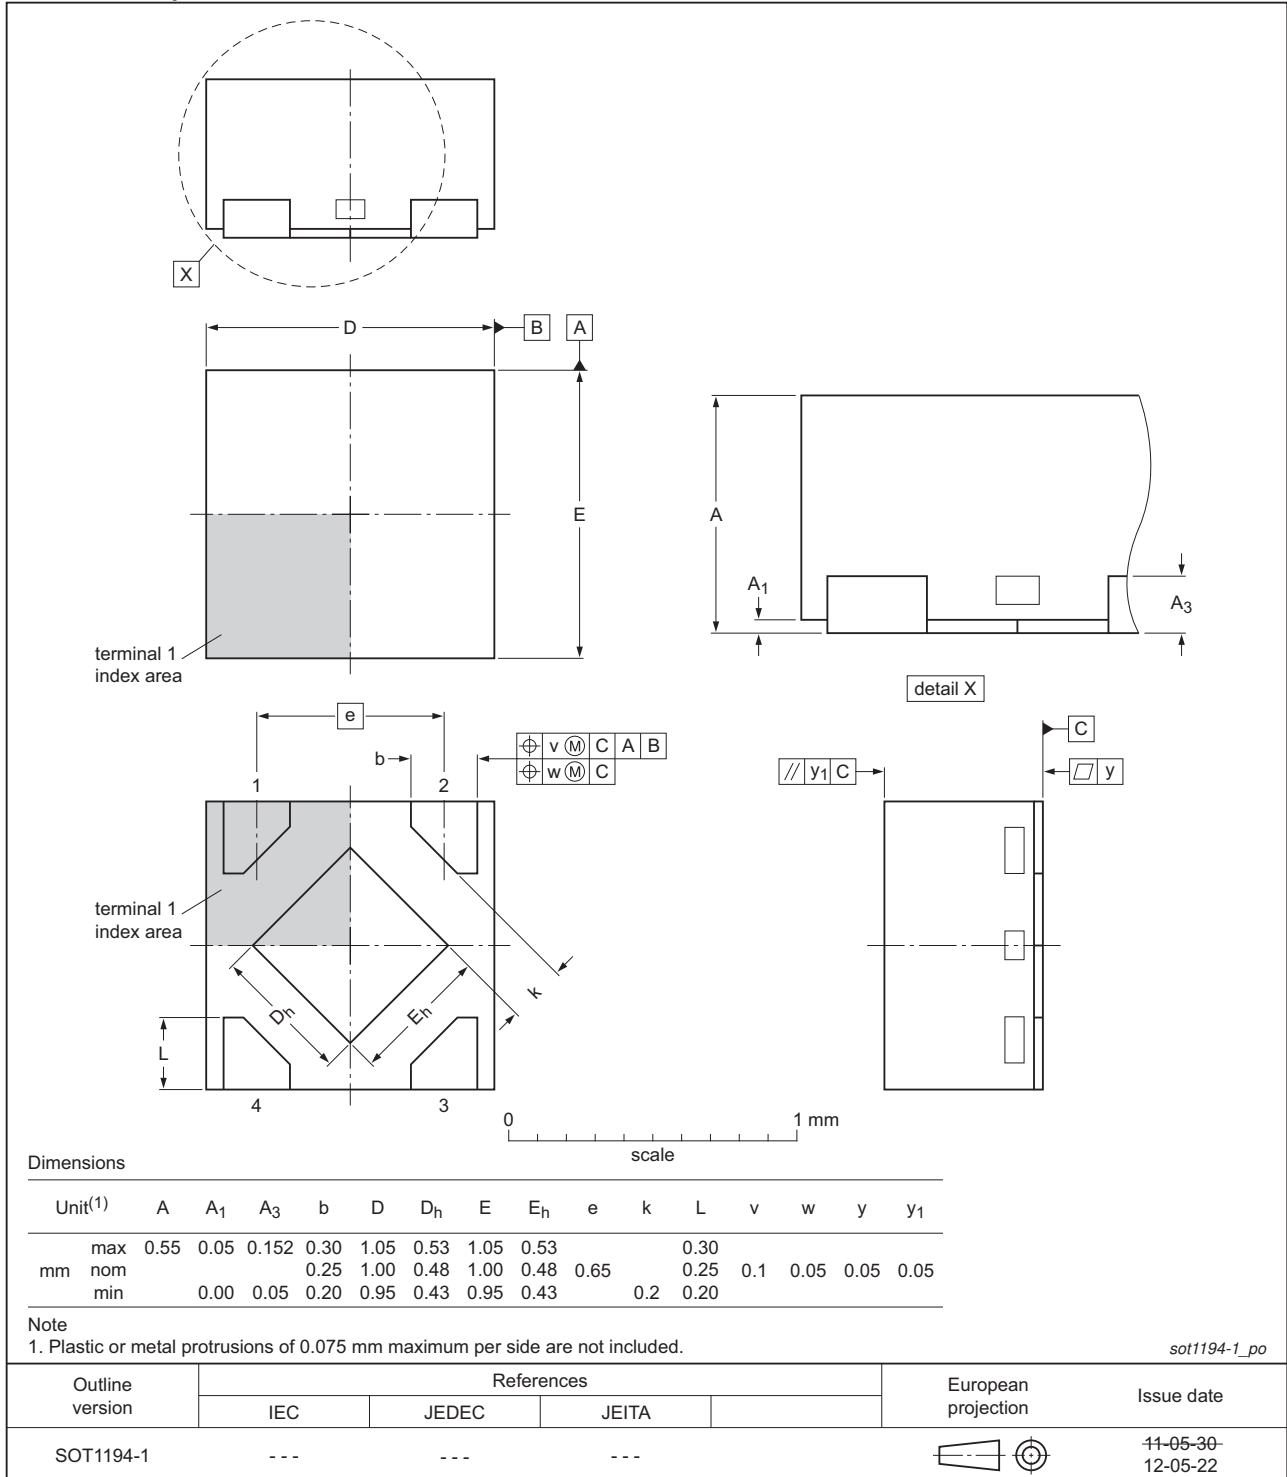 X
D
B
A
E
terminal 1
index area
A
A1
A3
detail X
e
b
v M C A B
w M C
1
2
terminal 1
index area
Dh
Eh
k
L
4
3
C
// y1 C
y
0
1 mm
scale
Dimensions
Unit(1) A A1 A3 b D Dh E Eh e k L v w y y1
max 0.55 0.05 0.152 0.30 1.05 0.53 1.05 0.53 0.30
mm nom 0.25 1.00 0.48 1.00 0.48 0.65 0.25 0.1 0.05 0.05 0.05
min 0.00 0.05 0.20 0.95 0.43 0.95 0.43 0.2 0.20
Note
1. Plastic or metal protrusions of 0.075 mm maximum per side are not included.
sot1194-1_po
Outline
version
References
IEC JEDEC JEITA
European
projection
Issue date
SOT1194-1 - - - - - - - - -
11-05-30
12-05-22